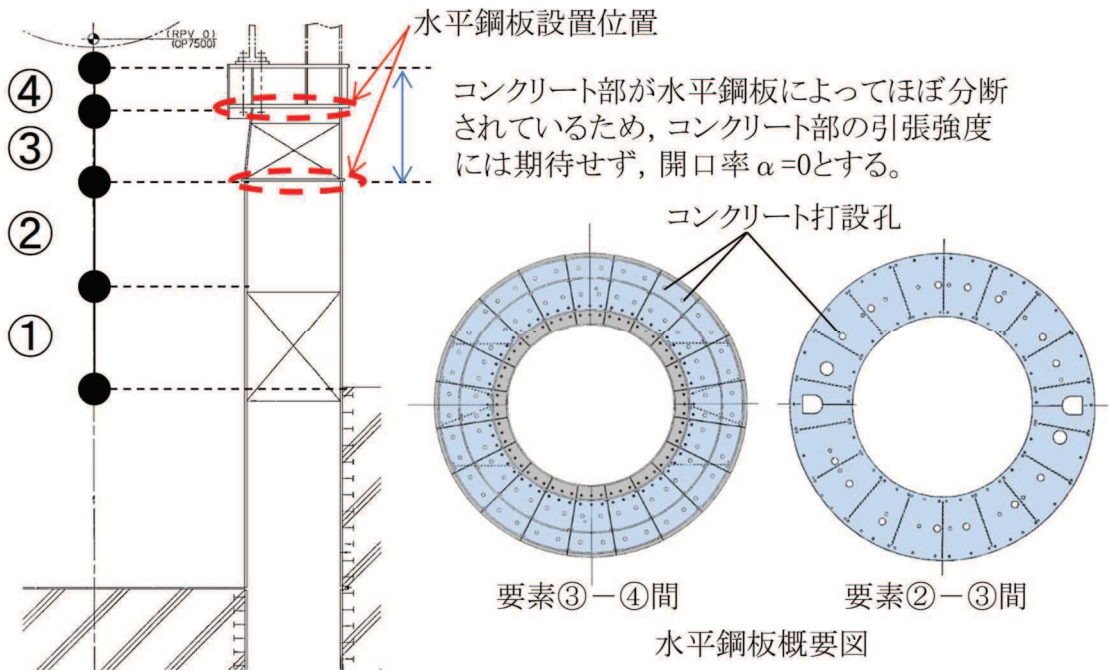 水平鋼板設置位置
(RPV 0)
(OP7500)
④
③
②
①
コンクリート部が水平鋼板によってほぼ分断
されているため, コンクリート部の引張強度
には期待せず, 開口率 α=0とする。
コンクリート打設孔
要素③－④間
要素②－③間
水平鋼板概要図